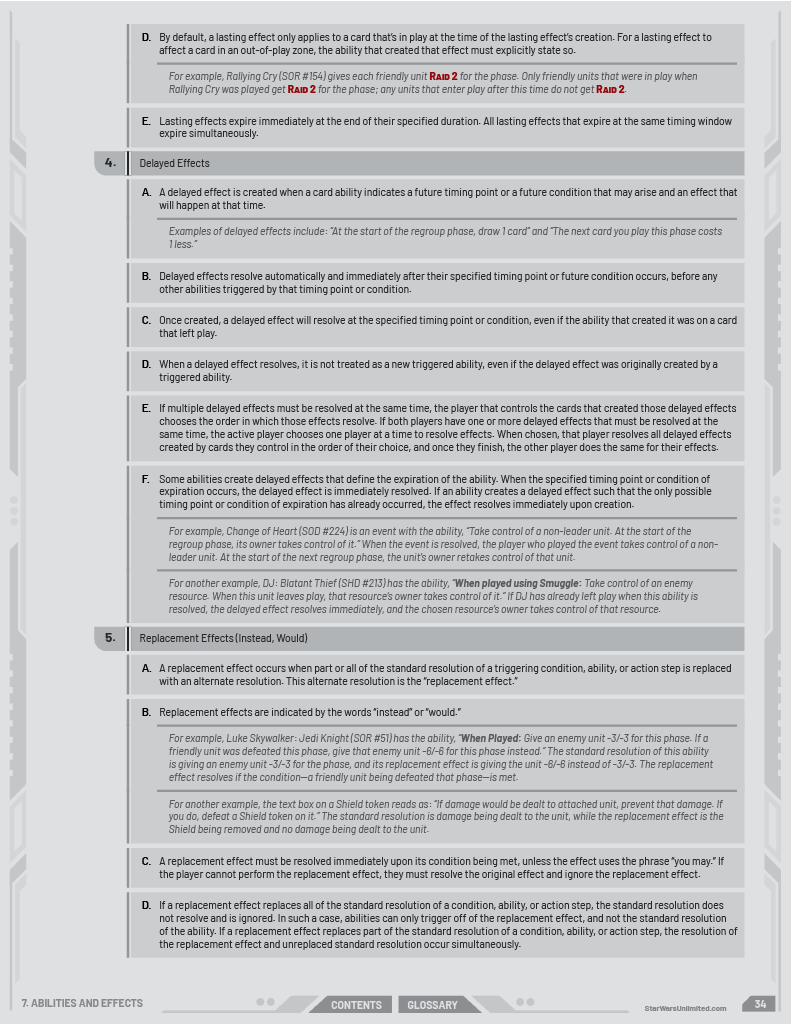 D. By default, a lasting effect only applies to a card that's in play at the time of the lasting effect's creation. For a lasting effect to
affect a card in an out-of-play zone, the ability that created that effect must explicitly state so.
For example, Rallying Cry (SOR #154) gives each friendly unit RAID 2 for the phase. Only friendly units that were in play when
Rallying Cry was played get RAID 2 for the phase; any units that enter play after this time do not get RAID 2.
E. Lasting effects expire immediately at the end of their specified duration. All lasting effects that expire at the same timing window
expire simultaneously.
4. Delayed Effects
A. A delayed effect is created when a card ability indicates a future timing point or a future condition that may arise and an effect that
will happen at that time.
Examples of delayed effects include: "At the start of the regroup phase, draw 1 card" and "The next card you play this phase costs
1 less."
B. Delayed effects resolve automatically and immediately after their specified timing point or future condition occurs, before any
other abilities triggered by that timing point or condition.
C. Once created, a delayed effect will resolve at the specified timing point or condition, even if the ability that created it was on a card
that left play.
D. When a delayed effect resolves, it is not treated as a new triggered ability, even if the delayed effect was originally created by a
triggered ability.
E. If multiple delayed effects must be resolved at the same time, the player that controls the cards that created those delayed effects
chooses the order in which those effects resolve. If both players have one or more delayed effects that must be resolved at the
same time, the active player chooses one player at a time to resolve effects. When chosen, that player resolves all delayed effects
created by cards they control in the order of their choice, and once they finish, the other player does the same for their effects.
F. Some abilities create delayed effects that define the expiration of the ability. When the specified timing point or condition of
expiration occurs, the delayed effect is immediately resolved. If an ability creates a delayed effect such that the only possible
timing point or condition of expiration has already occurred, the effect resolves immediately upon creation.
For example, Change of Heart (SOD #224) is an event with the ability, "Take control of a non-leader unit. At the start of the
regroup phase, its owner takes control of it." When the event is resolved, the player who played the event takes control of a non-
leader unit. At the start of the next regroup phase, the unit's owner retakes control of that unit.
For another example, DJ: Blatant Thief (SHD #213) has the ability, "When played using Smuggle: Take control of an enemy
resource. When this unit leaves play, that resource's owner takes control of it." If DJ has already left play when this ability is
resolved, the delayed effect resolves immediately, and the chosen resource's owner takes control of that resource.
5. Replacement Effects (Instead, Would)
A. A replacement effect occurs when part or all of the standard resolution of a triggering condition, ability, or action step is replaced
with an alternate resolution. This alternate resolution is the "replacement effect."
B. Replacement effects are indicated by the words "instead" or "would."
For example, Luke Skywalker: Jedi Knight (SOR #51) has the ability, "When Played: Give an enemy unit -3/-3 for this phase. If a
friendly unit was defeated this phase, give that enemy unit -6/-6 for this phase instead." The standard resolution of this ability
is giving an enemy unit -3/-3 for the phase, and its replacement effect is giving the unit -6/-6 instead of -3/-3. The replacement
effect resolves if the condition—a friendly unit being defeated that phase—is met.
For another example, the text box on a Shield token reads as: "If damage would be dealt to attached unit, prevent that damage. If
you do, defeat a Shield token on it." The standard resolution is damage being dealt to the unit, while the replacement effect is the
Shield being removed and no damage being dealt to the unit.
C. A replacement effect must be resolved immediately upon its condition being met, unless the effect uses the phrase "you may." If
the player cannot perform the replacement effect, they must resolve the original effect and ignore the replacement effect.
D. If a replacement effect replaces all of the standard resolution of a condition, ability, or action step, the standard resolution does
not resolve and is ignored. In such a case, abilities can only trigger off of the replacement effect, and not the standard resolution
of the ability. If a replacement effect replaces part of the standard resolution of a condition, ability, or action step, the resolution of
the replacement effect and unreplaced standard resolution occur simultaneously.
7. ABILITIES AND EFFECTS
CONTENTS
GLOSSARY
StarWarsUnlimited.com
34